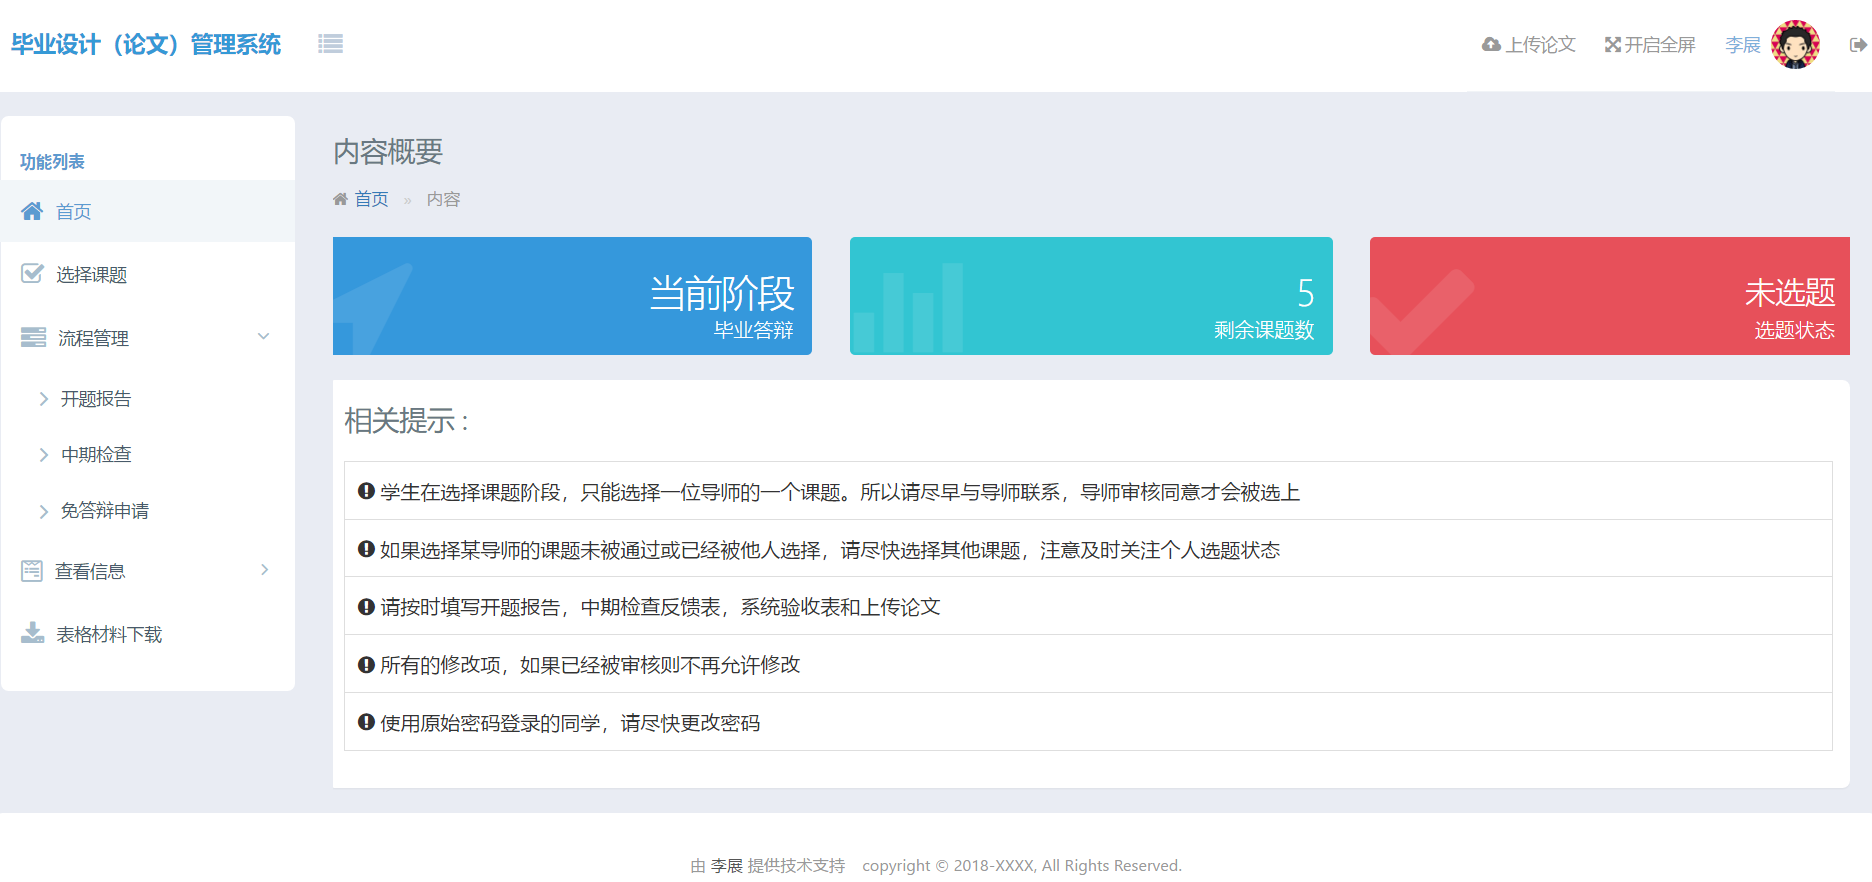 毕业设计（论文）管理系统
上传论文 开启全屏 李展
功能列表
首页
选择课题
流程管理
开题报告
中期检查
免答辩申请
查看信息
表格材料下载
内容概要
首页 » 内容
当前阶段
毕业答辩
5
剩余课题数
未选题
选题状态
相关提示：
学生在选择课题阶段，只能选择一位导师的一个课题。所以请尽早与导师联系，导师审核同意才会被选上
如果选择某导师的课题未被通过或已经被他人选择，请尽快选择其他课题，注意及时关注个人选题状态
请按时填写开题报告，中期检查反馈表，系统验收表和上传论文
所有的修改项，如果已经被审核则不再允许修改
使用原始密码登录的同学，请尽快更改密码
由 李展 提供技术支持 copyright © 2018-XXXX, All Rights Reserved.